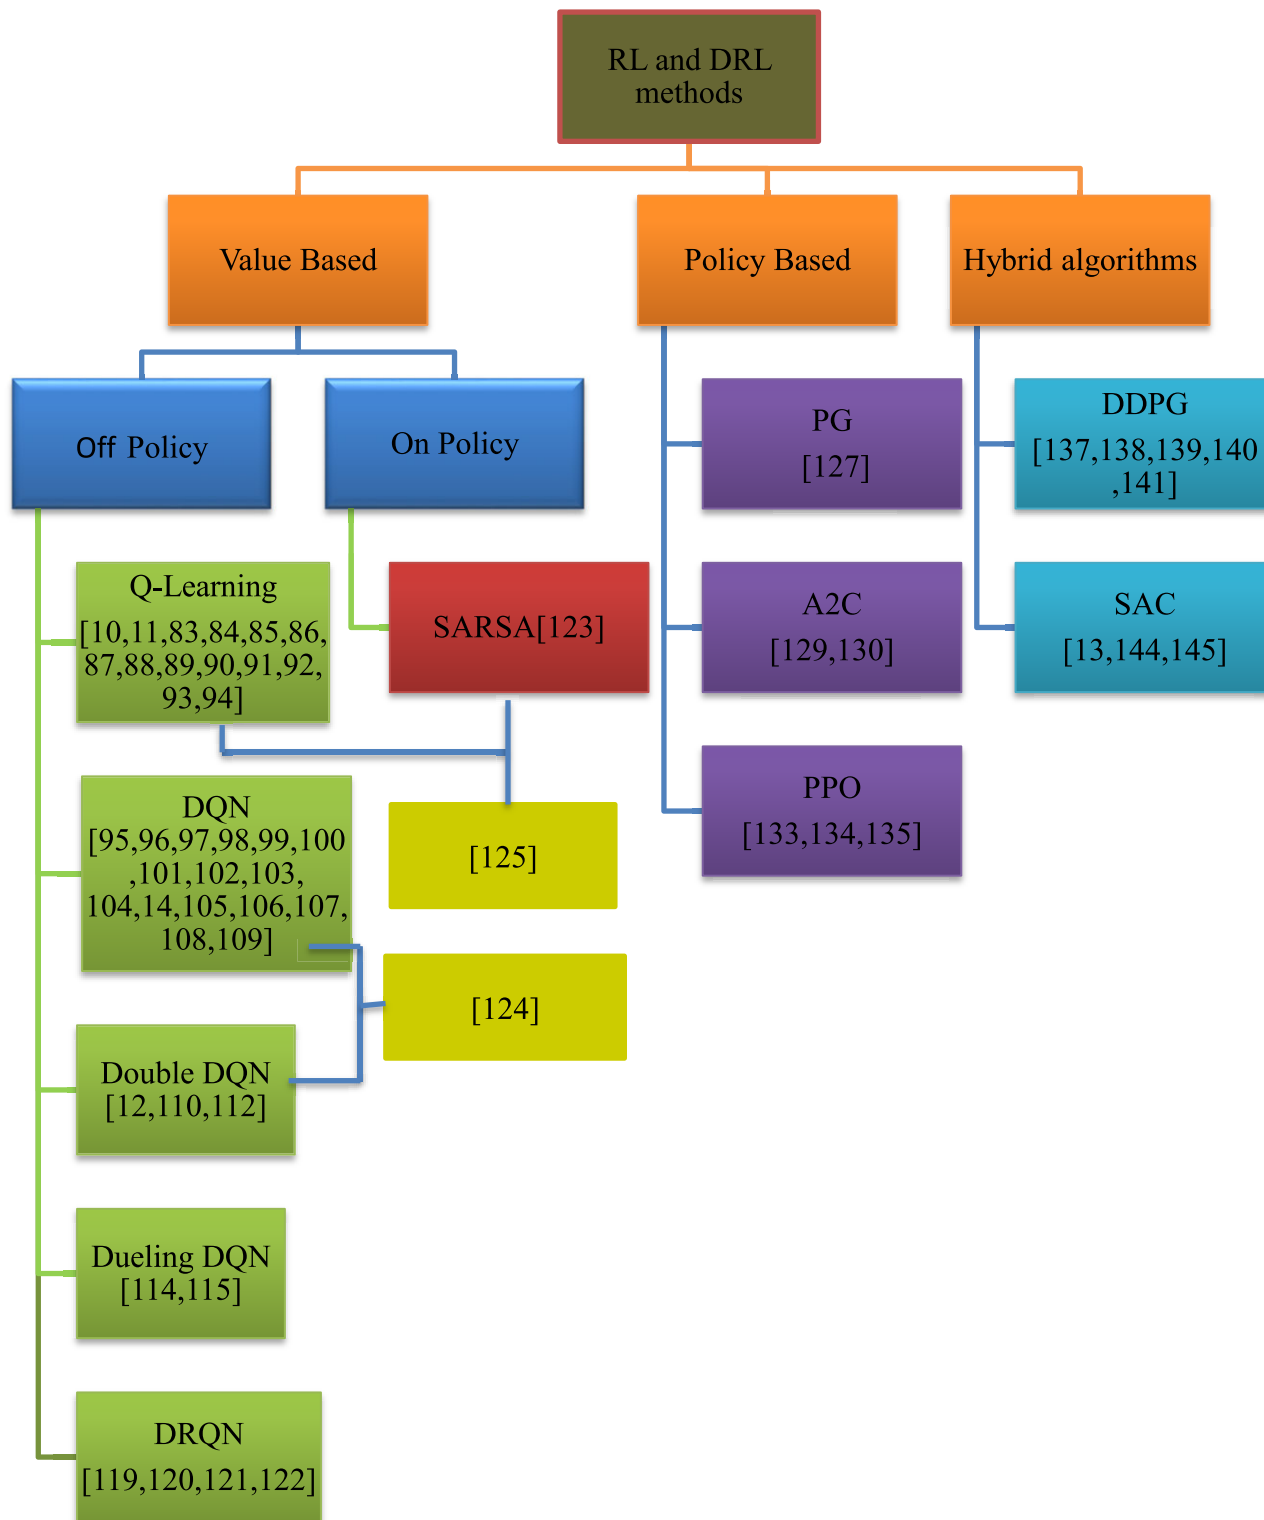 RL and DRL
methods
Value Based
Policy Based
Hybrid algorithms
Off Policy
On Policy
PG
[127]
DDPG
[137,138,139,140
,141]
Q-Learning
[10,11,83,84,85,86,
87,88,89,90,91,92,
93,94]
SARSA[123]
A2C
[129,130]
SAC
[13,144,145]
DQN
[95,96,97,98,99,100
,101,102,103,
104,14,105,106,107,
108,109]
[125]
PPO
[133,134,135]
[124]
Double DQN
[12,110,112]
Dueling DQN
[114,115]
DRQN
[119,120,121,122]